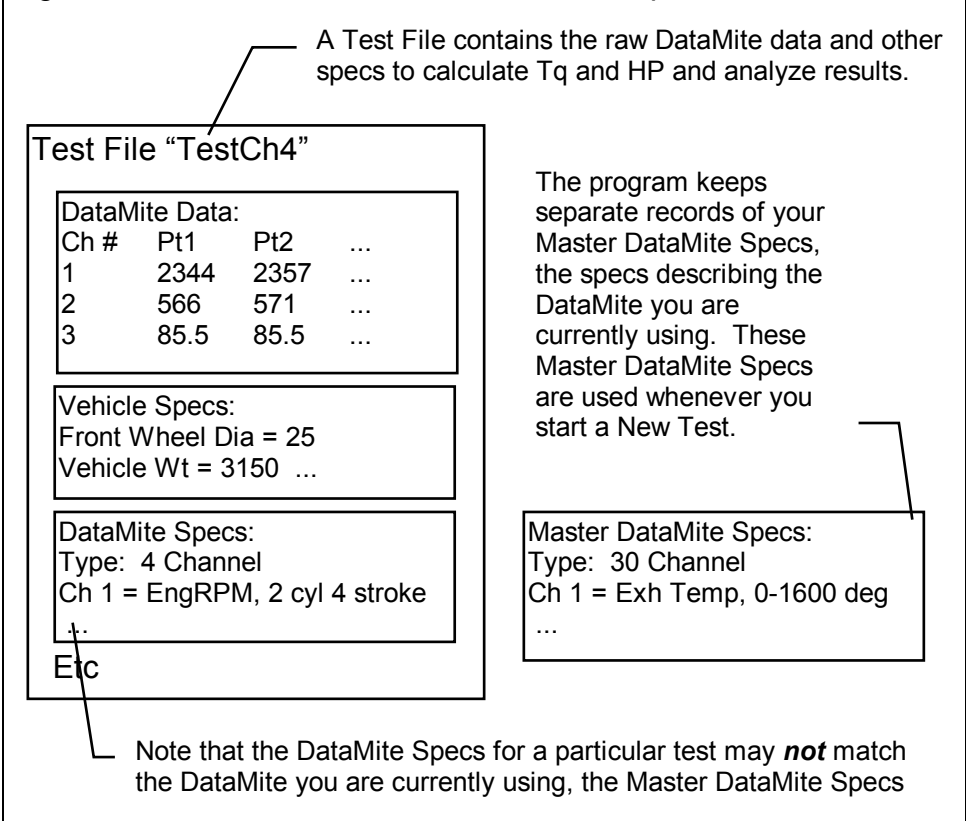 A Test File contains the raw DataMite data and other
specs to calculate Tq and HP and analyze results.
Test File “TestCh4”
DataMite Data:
Ch # Pt1 Pt2 ...
1 2344 2357 ...
2 566 571 ...
3 85.5 85.5 ...
Vehicle Specs:
Front Wheel Dia = 25
Vehicle Wt = 3150 ...
DataMite Specs:
Type: 4 Channel
Ch 1 = EngRPM, 2 cyl 4 stroke
...
Etc
The program keeps
separate records of your
Master DataMite Specs,
the specs describing the
DataMite you are
currently using. These
Master DataMite Specs
are used whenever you
start a New Test.
Master DataMite Specs:
Type: 30 Channel
Ch 1 = Exh Temp, 0-1600 deg
...
Note that the DataMite Specs for a particular test may not match
the DataMite you are currently using, the Master DataMite Specs